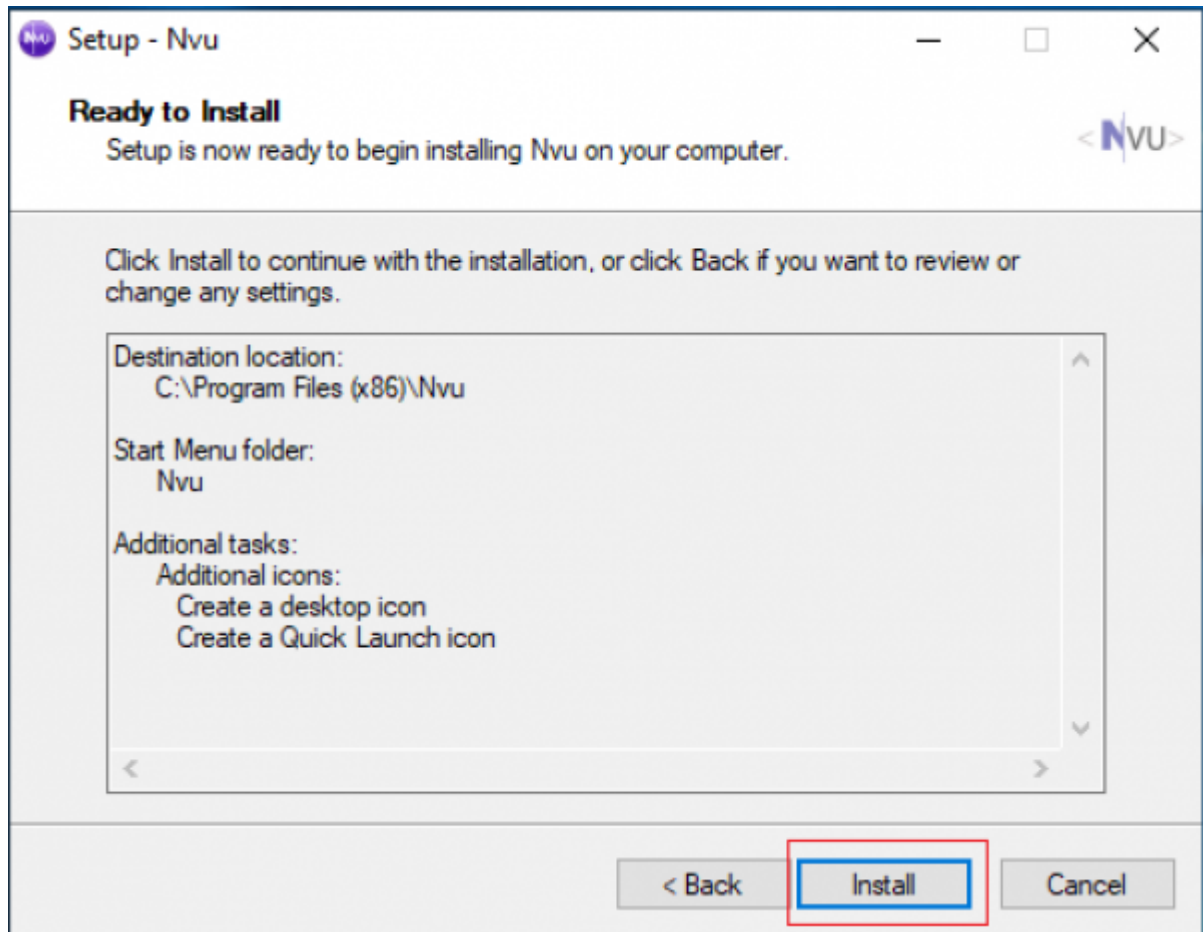 Nvu
Setup - Nvu
Ready to Install
Setup is now ready to begin installing Nvu on your computer.
<NVU>
Click Install to continue with the installation, or click Back if you want to review or
change any settings.
Destination location:
C:\Program Files (x86)\Nvu
Start Menu folder:
Nvu
Additional tasks:
Additional icons:
Create a desktop icon
Create a Quick Launch icon
< Back
Install
Cancel